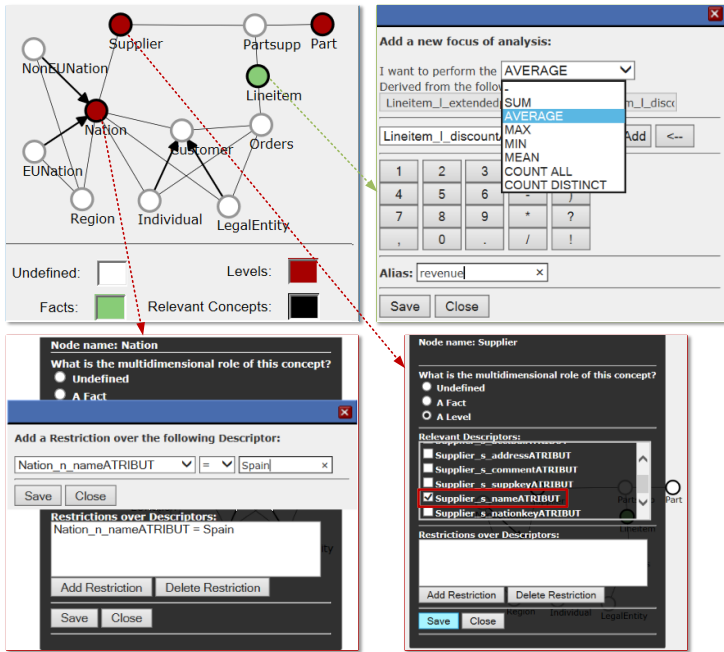 Supplier
Partsupp
Part
NonEUNation
Lineitem
Nation
Customer
Orders
EUNation
Region
Individual
LegalEntity
Undefined:
Levels:
Facts:
Relevant Concepts:
Add a new focus of analysis:
I want to perform the AVERAGE
Derived from the follow
-
SUM
AVERAGE
MAX
MIN
MEAN
COUNT ALL
COUNT DISTINCT
Lineitem_l_discount
Add <--
1 2 3
4 5 6 - )
7 8 9 * ?
, 0 . / !
Alias: revenue ×
Save Close
Node name: Nation
What is the multidimensional role of this concept?
Undefined
A Fact
Add a Restriction over the following Descriptor:
Nation_n_nameATRIBUT = Spain ×
Save Close
Restrictions over Descriptors:
Nation_n_nameATRIBUT = Spain
Add Restriction Delete Restriction
Save Close
Node name: Supplier
What is the multidimensional role of this concept?
Undefined
A Fact
A Level
Relevant Descriptors:
Supplier_s_addressATRIBUT
Supplier_s_commentATRIBUT
Supplier_s_suppkeyATRIBUT
Supplier_s_nameATRIBUT
Supplier_s_nationkeyATRIBUT
Part
Lineitem
Restrictions over Descriptors:
Add Restriction Delete Restriction
Region Individual LegalEntity
Save Close